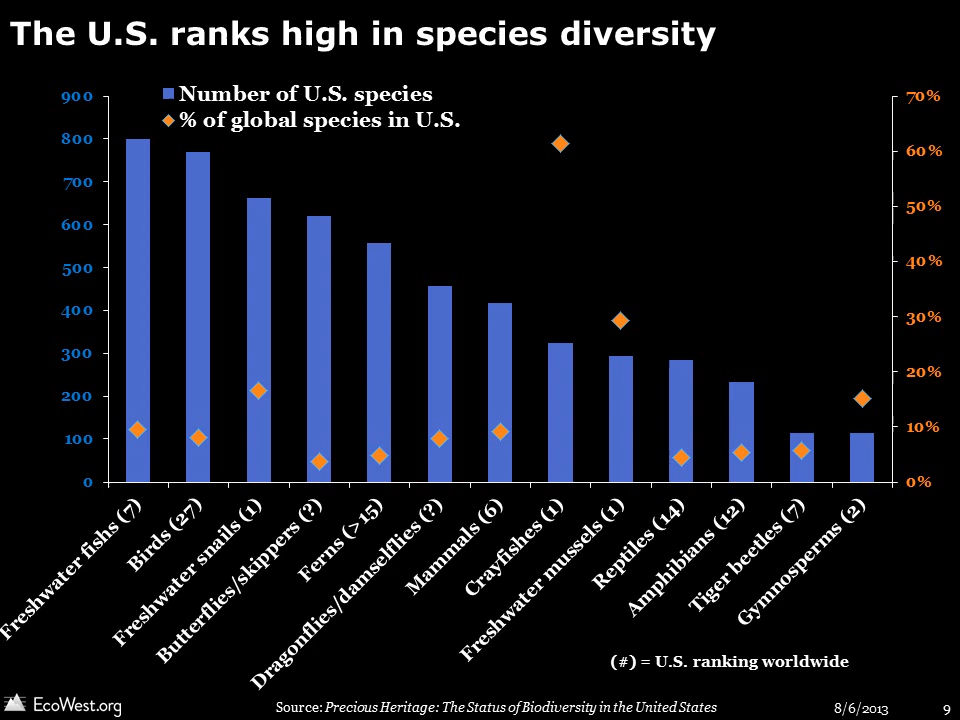 The U.S. ranks high in species diversity
Number of U.S. species
% of global species in U.S.
900
800
700
600
500
400
300
200
100
0
70%
60%
50%
40%
30%
20%
10%
0%
Freshwater fishs (7)
Birds (27)
Freshwater snails (1)
Butterflies/skippers (?)
Ferns (>15)
Dragonflies/damselflies (?)
Mammals (6)
Crayfishes (1)
Freshwater mussels (1)
Reptiles (14)
Amphibians (12)
Tiger beetles (7)
Gymnosperms (2)
(#) = U.S. ranking worldwide
EcoWest.org
Source: Precious Heritage: The Status of Biodiversity in the United States
8/6/2013
9